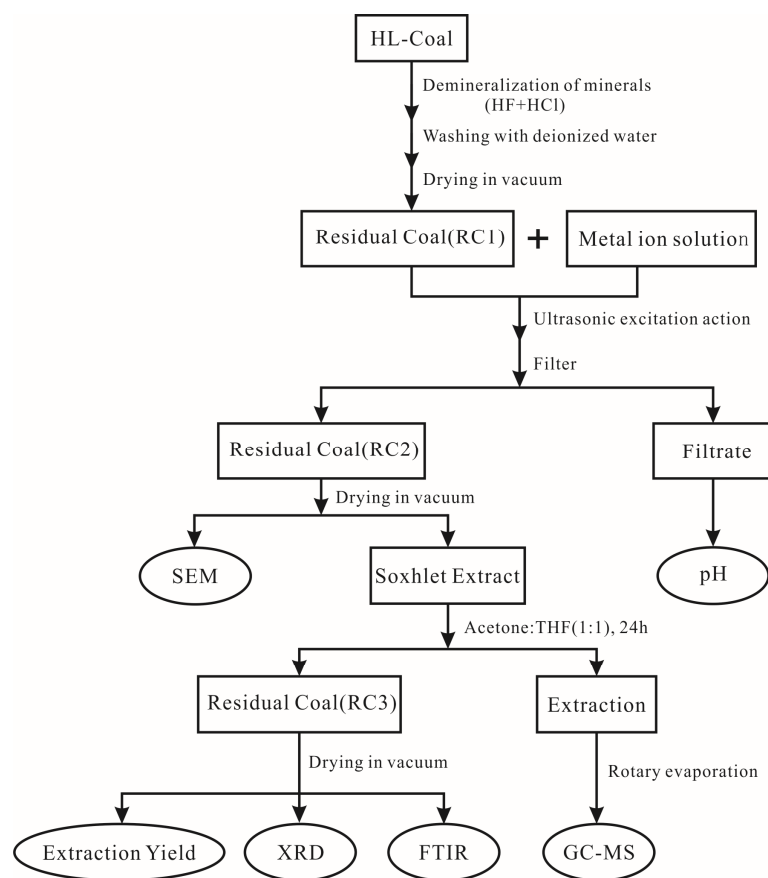 HL-Coal
Demineralization of minerals
(HF+HCl)
Washing with deionized water
Drying in vacuum
Residual Coal(RC1) + Metal ion solution
Ultrasonic excitation action
Filter
Residual Coal(RC2)
Filtrate
Drying in vacuum
SEM
Soxhlet Extract
pH
Acetone:THF(1:1), 24h
Residual Coal(RC3)
Extraction
Drying in vacuum
Rotary evaporation
Extraction Yield
XRD
FTIR
GC-MS